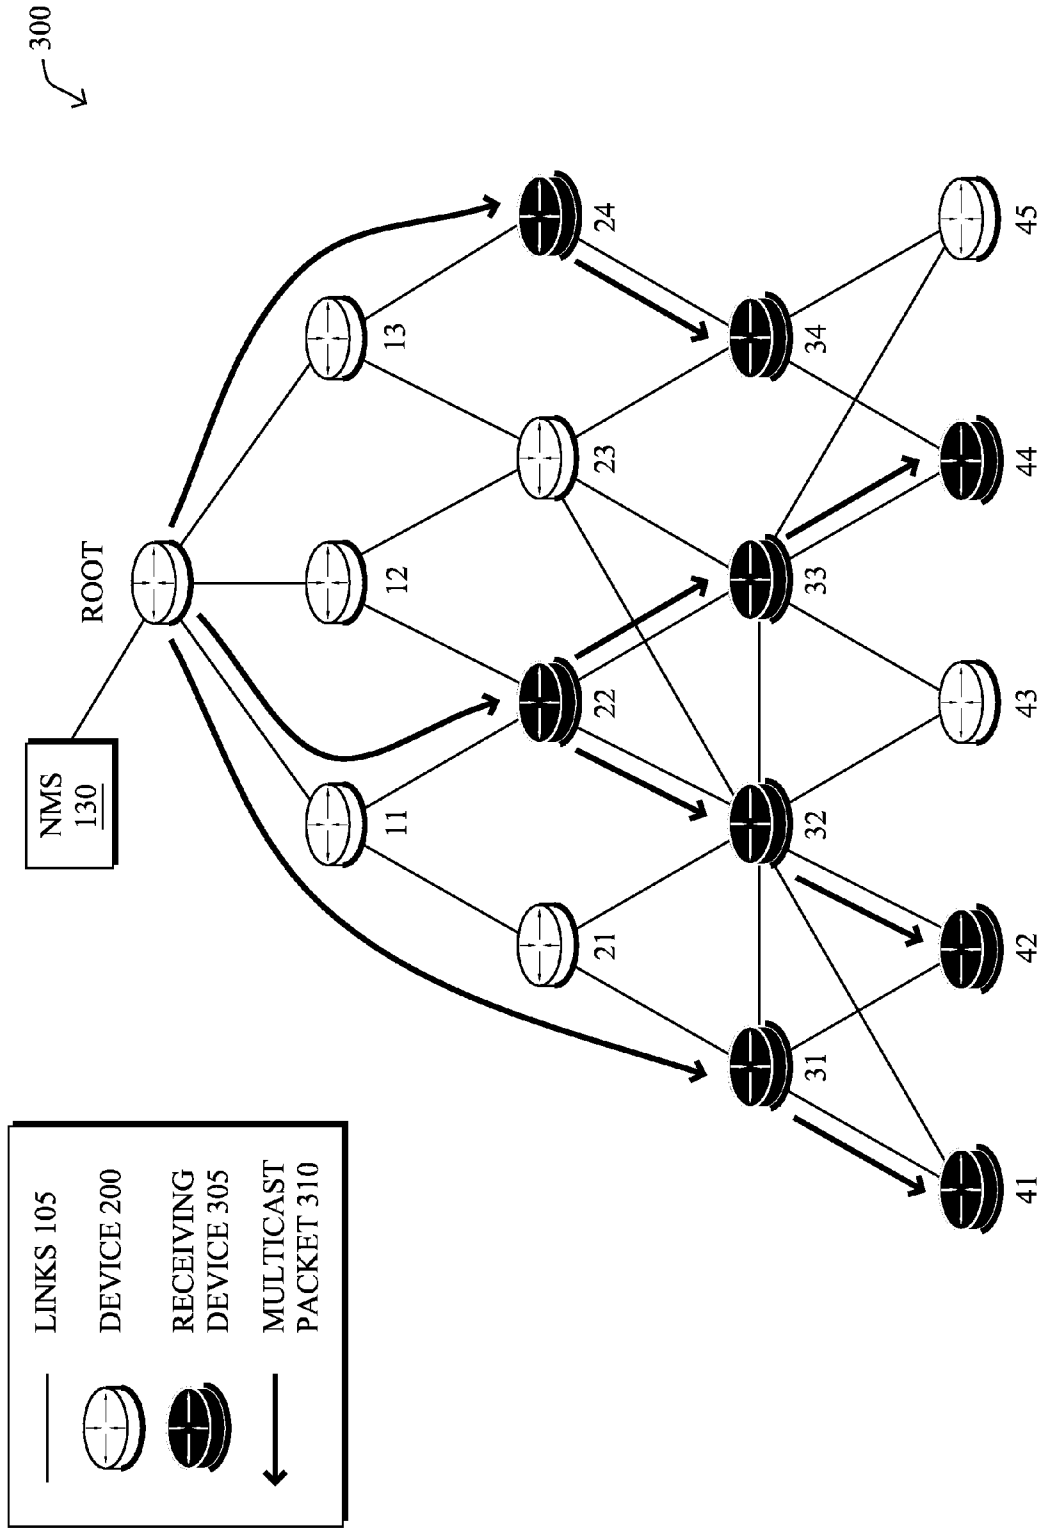 300
NMS
130
ROOT
11
12
13
21
22
23
24
31
32
33
34
41
42
43
44
45
LINKS 105
DEVICE 200
RECEIVING
DEVICE 305
MULTICAST
PACKET 310